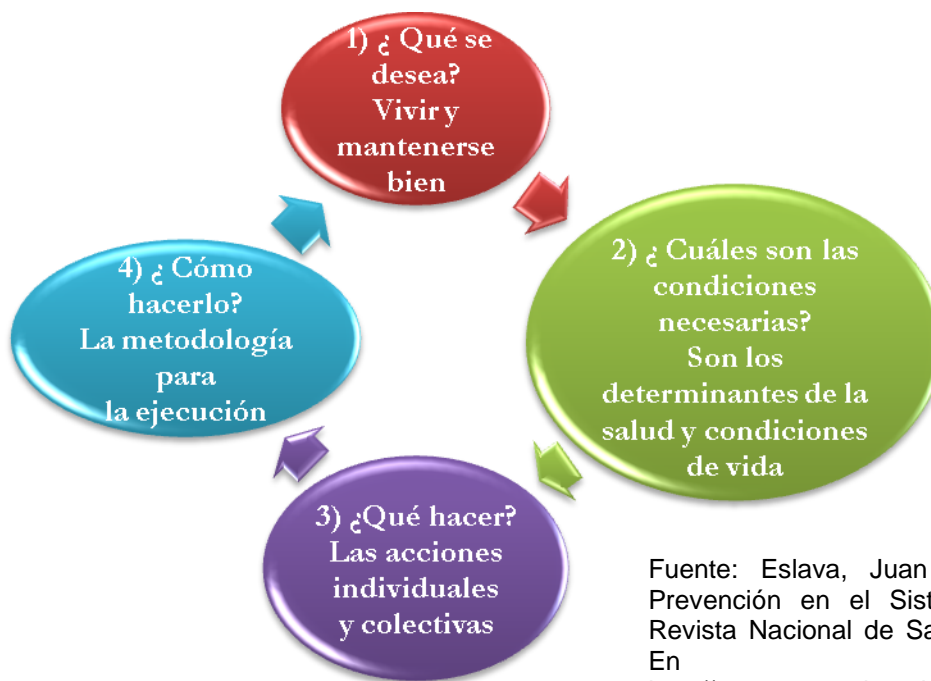 1) ¿ Qué se
desea?
Vivir y
mantenerse
bien
2) ¿ Cuáles son las
condiciones
necesarias?
Son los
determinantes de la
salud y condiciones
de vida
3) ¿Qué hacer?
Las acciones
individuales
y colectivas
4) ¿ Cómo
hacerlo?
La metodología
para
la ejecución
Fuente: Eslava, Juan
Prevención en el
Revista Nacional de
En